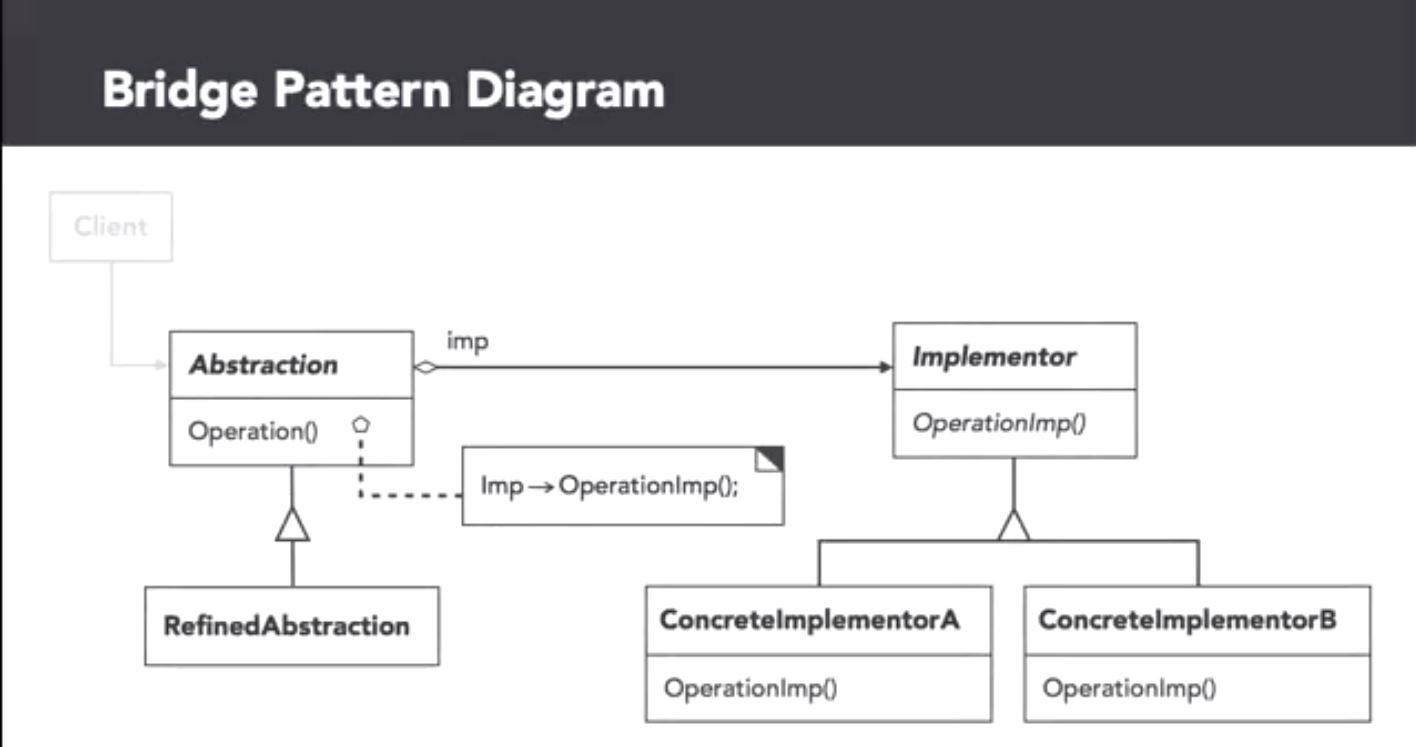 Bridge Pattern Diagram
Client
imp
Abstraction
Implementor
Operation()
OperationImp()
Imp→OperationImp();
RefinedAbstraction
ConcreteImplementorA
ConcreteImplementorB
OperationImp()
OperationImp()